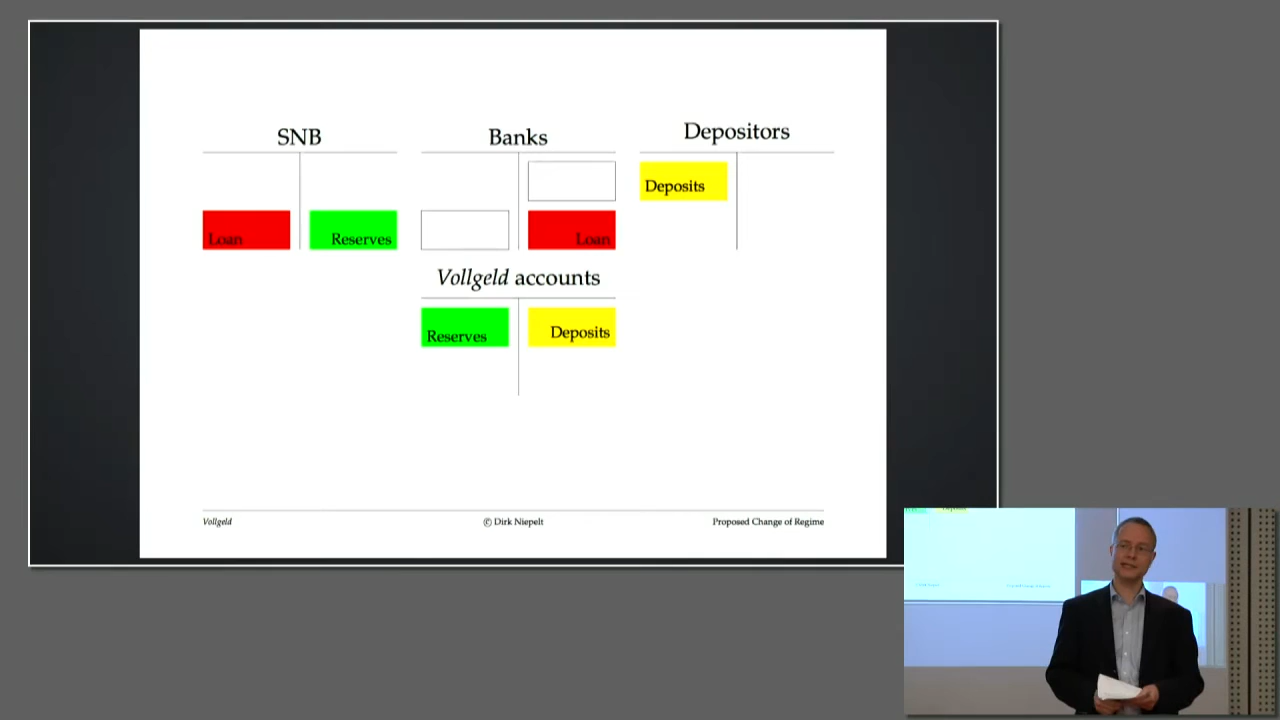 SNB
Banks
Depositors
Deposits
Loan
Reserves
Loan
Vollgeld accounts
Reserves
Deposits
Vollgeld
© Dirk Niepelt
Proposed Change of Regime